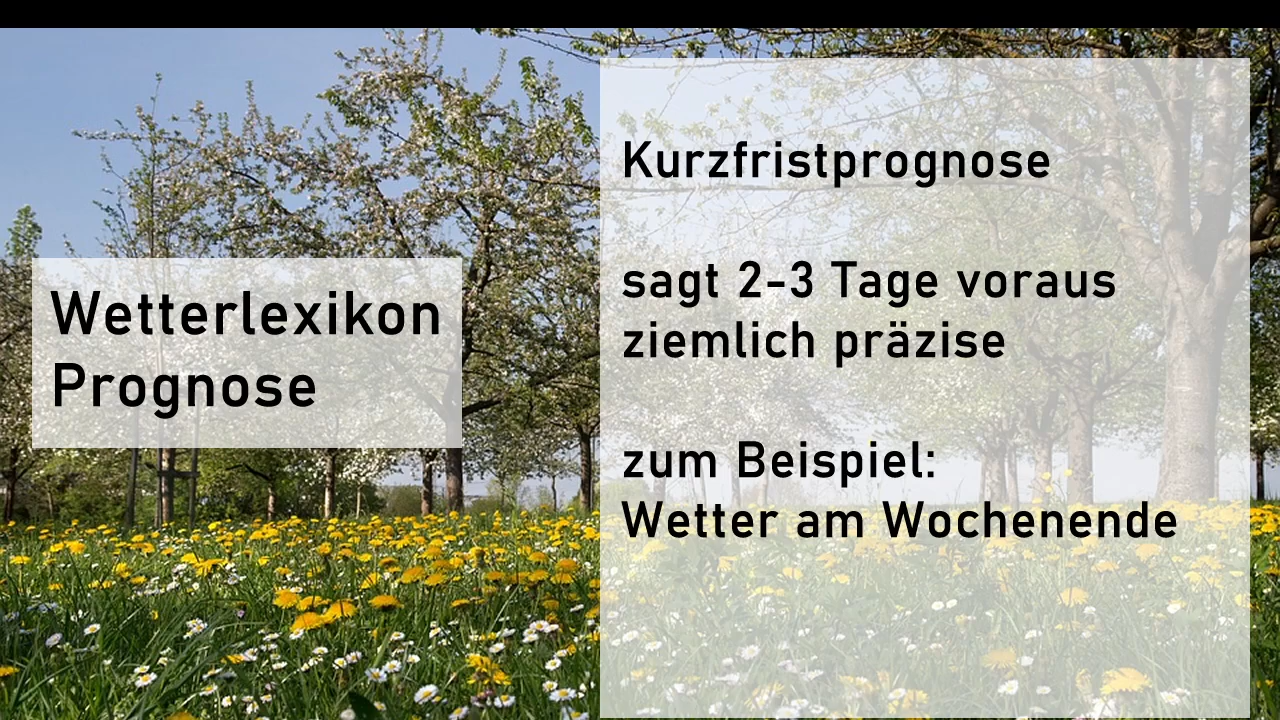 Wetterlexikon
Prognose
Kurzfristprognose
sagt 2-3 Tage voraus
ziemlich präzise
zum Beispiel:
Wetter am Wochenende